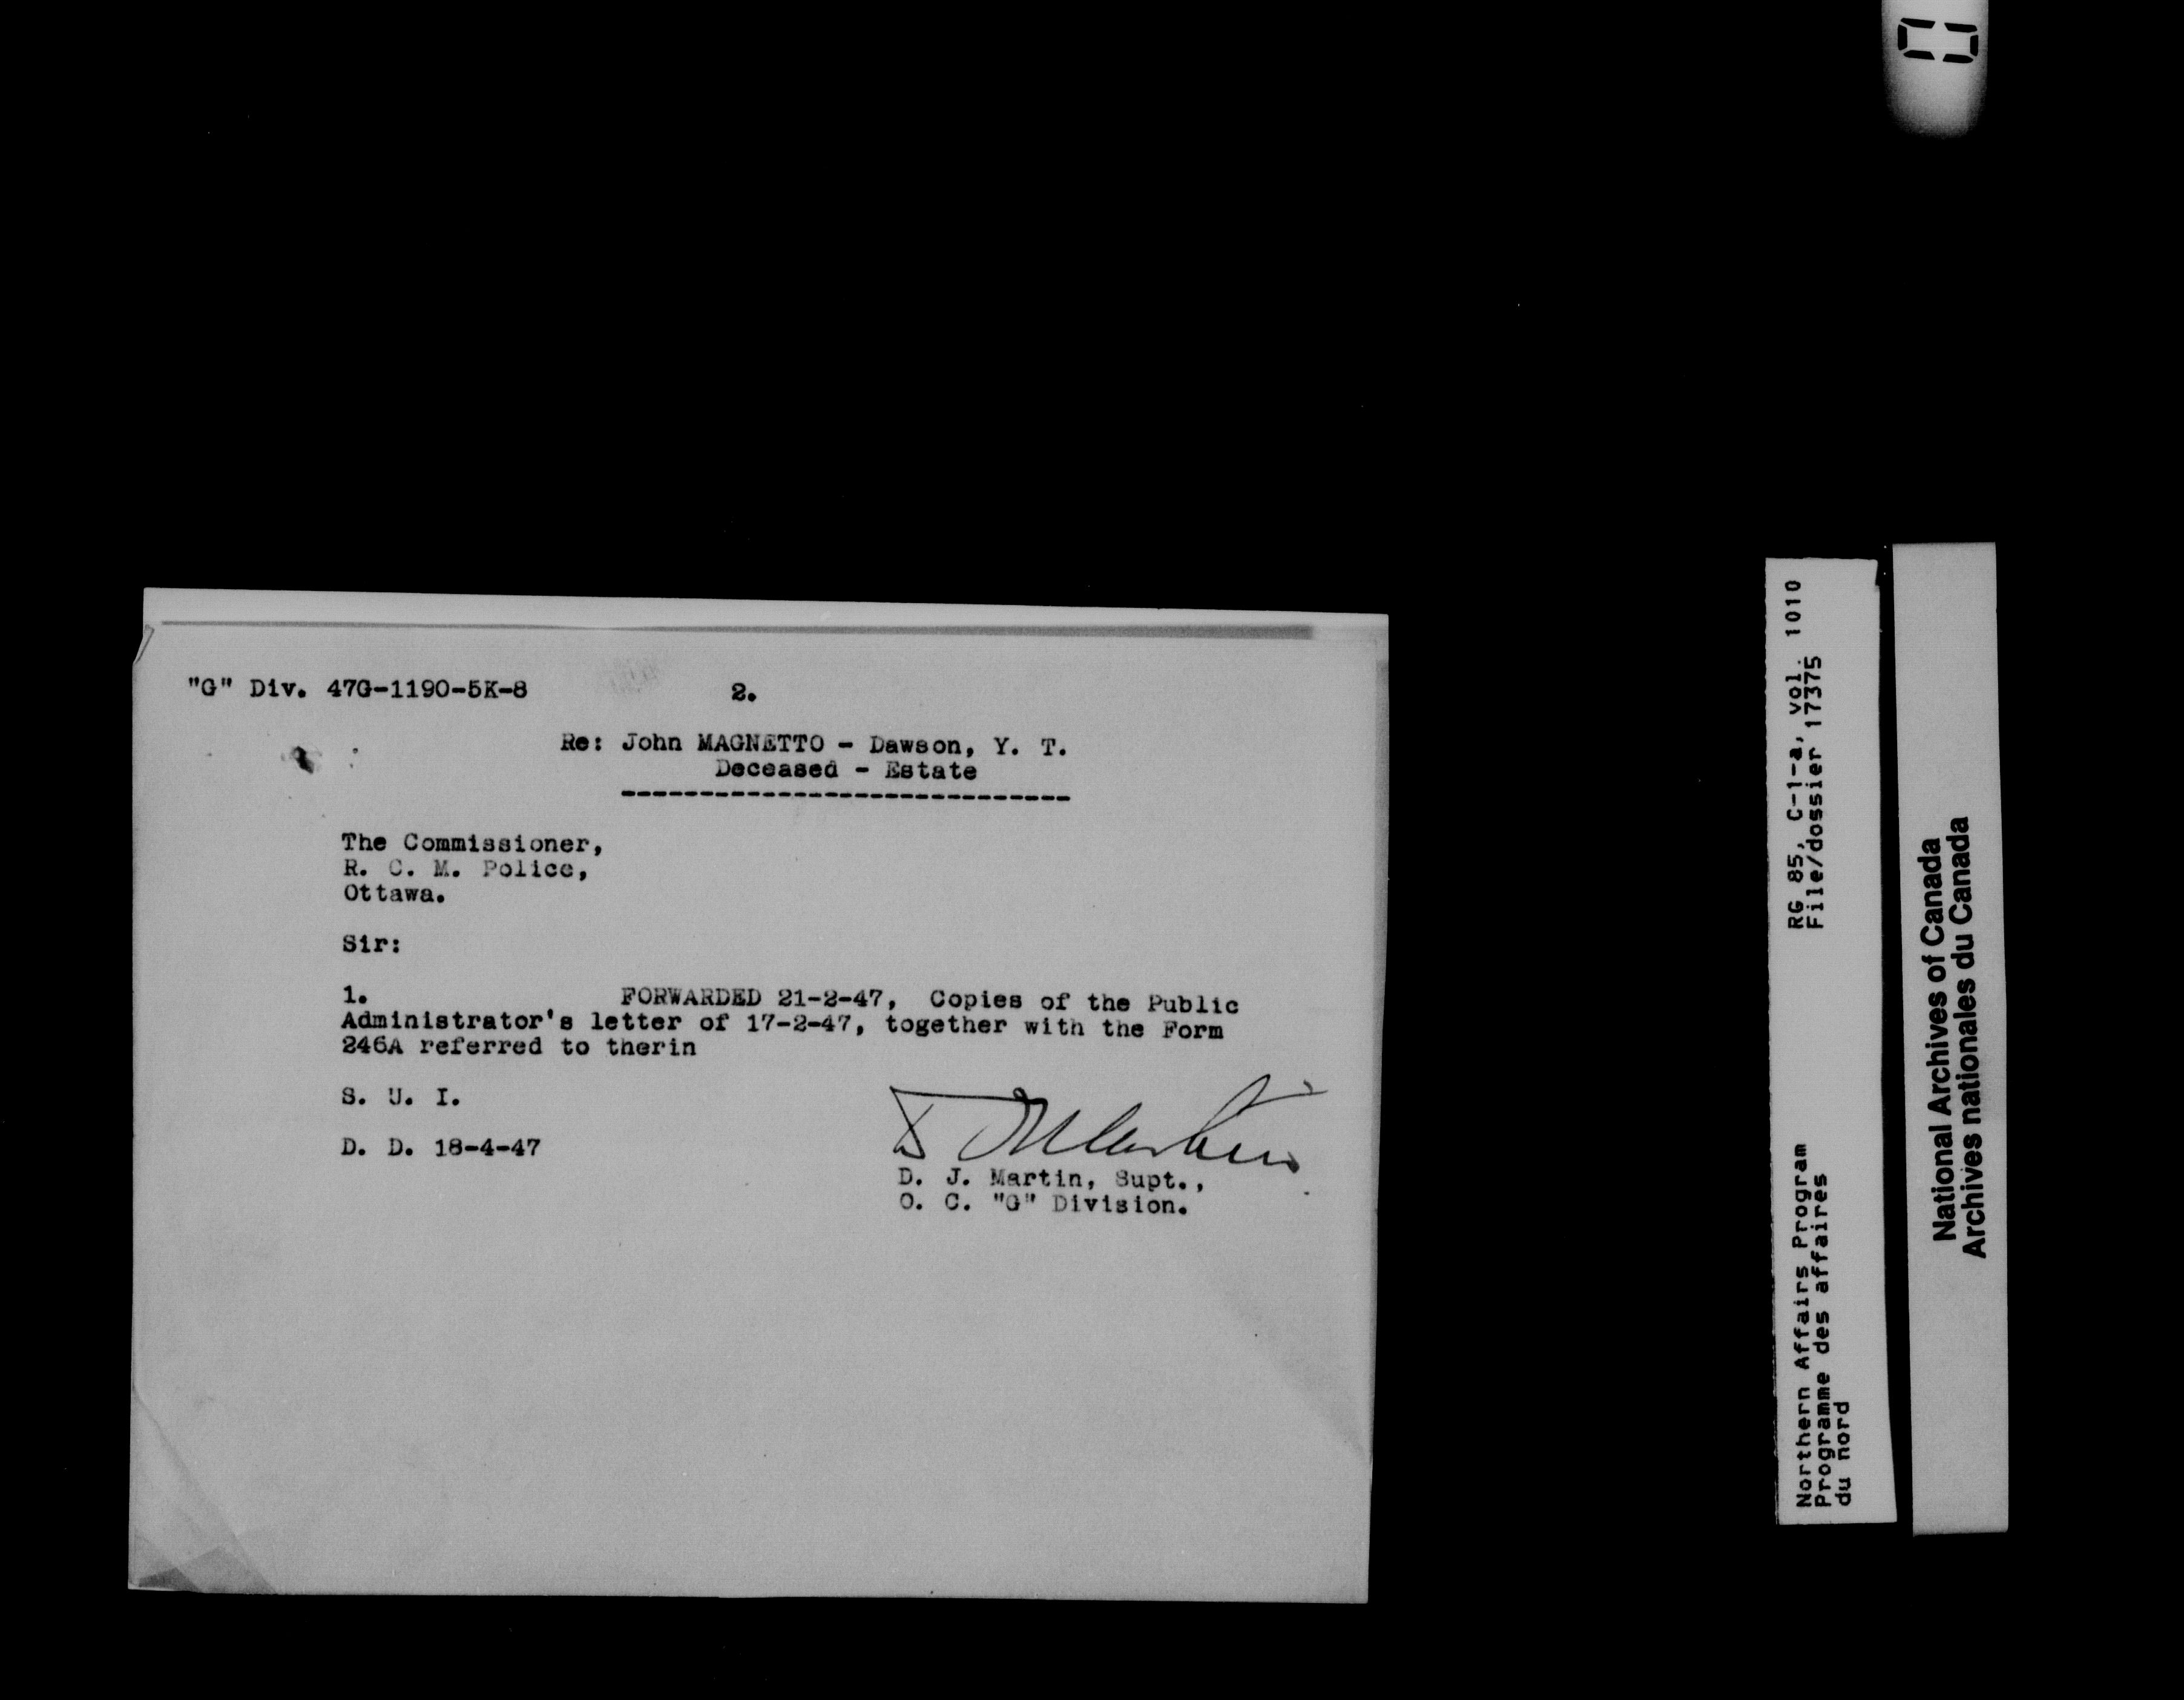 "G" Div. 47G-1190-5K-8 2.
Re: John MAGNETTO - Dawson, Y. T.
Deceased - Estate
-----------------------------
The Commissioner,
R. C. M. Police,
Ottawa.
Sir:
1. FORWARDED 21-2-47, Copies of the Public
Administrator's letter of 17-2-47, together with the Form
246A referred to therin
S. U. I.
D. D. 18-4-47
D J Martin
D. J. Martin, Supt.,
O. C. "G" Division.
RG 85, C-1-a, vol. 1010
File/dossier 17375
Northern Affairs Program
Programme des affaires
du nord
National Archives of Canada
Archives nationales du Canada